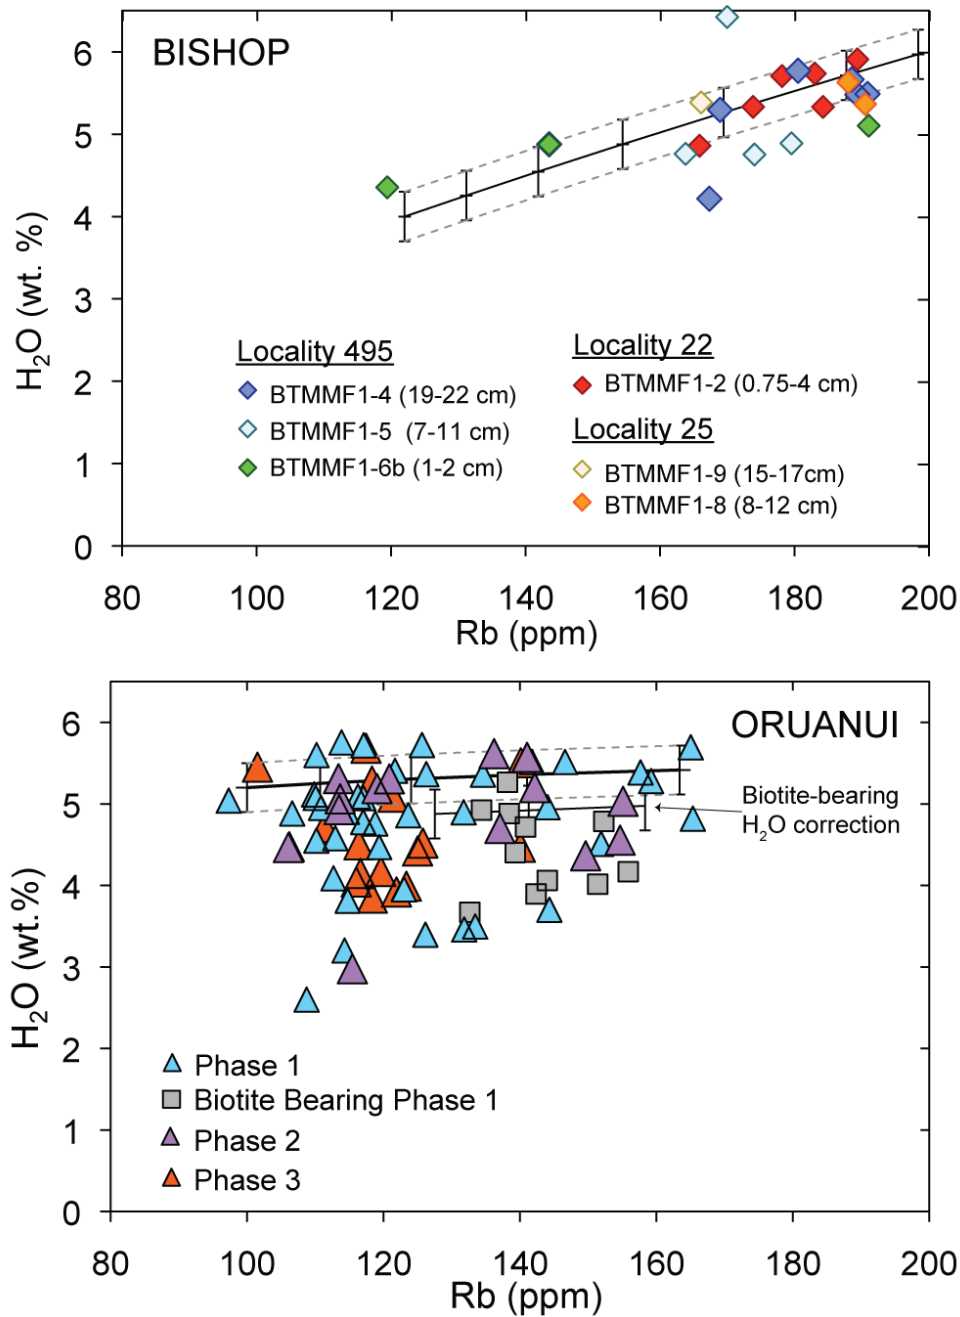 BISHOP
6
5
4
3
2
1
0
H2O (wt. %)
Locality 495
BTMMF1-4 (19-22 cm)
BTMMF1-5 (7-11 cm)
BTMMF1-6b (1-2 cm)
Locality 22
BTMMF1-2 (0.75-4 cm)
Locality 25
BTMMF1-9 (15-17cm)
BTMMF1-8 (8-12 cm)
80 100 120 140 160 180 200
Rb (ppm)
ORUANUI
6
5
4
3
2
1
0
H2O (wt.%)
Biotite-bearing
H2O correction
Phase 1
Biotite Bearing Phase 1
Phase 2
Phase 3
80 100 120 140 160 180 200
Rb (ppm)